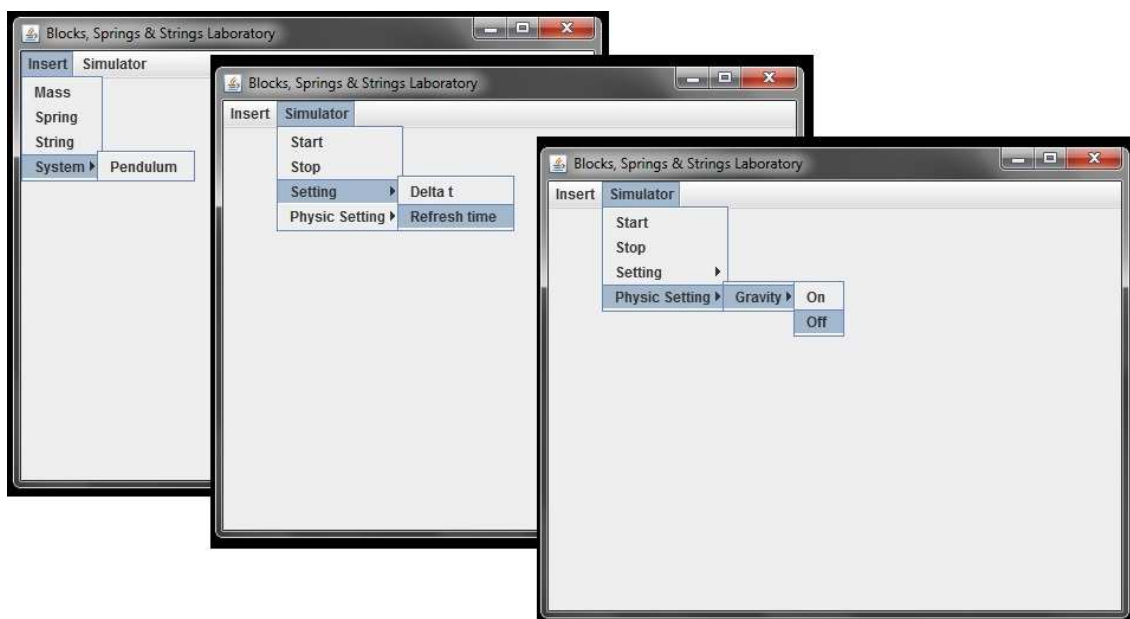 Blocks, Springs & Strings Laboratory
Insert Simulator
Mass
Spring
String
System Pendulum
Blocks, Springs & Strings Laboratory
Insert Simulator
Start
Stop
Setting Delta t
Physic Setting Refresh time
Blocks, Springs & Strings Laboratory
Insert Simulator
Start
Stop
Setting
Physic Setting Gravity On
Off